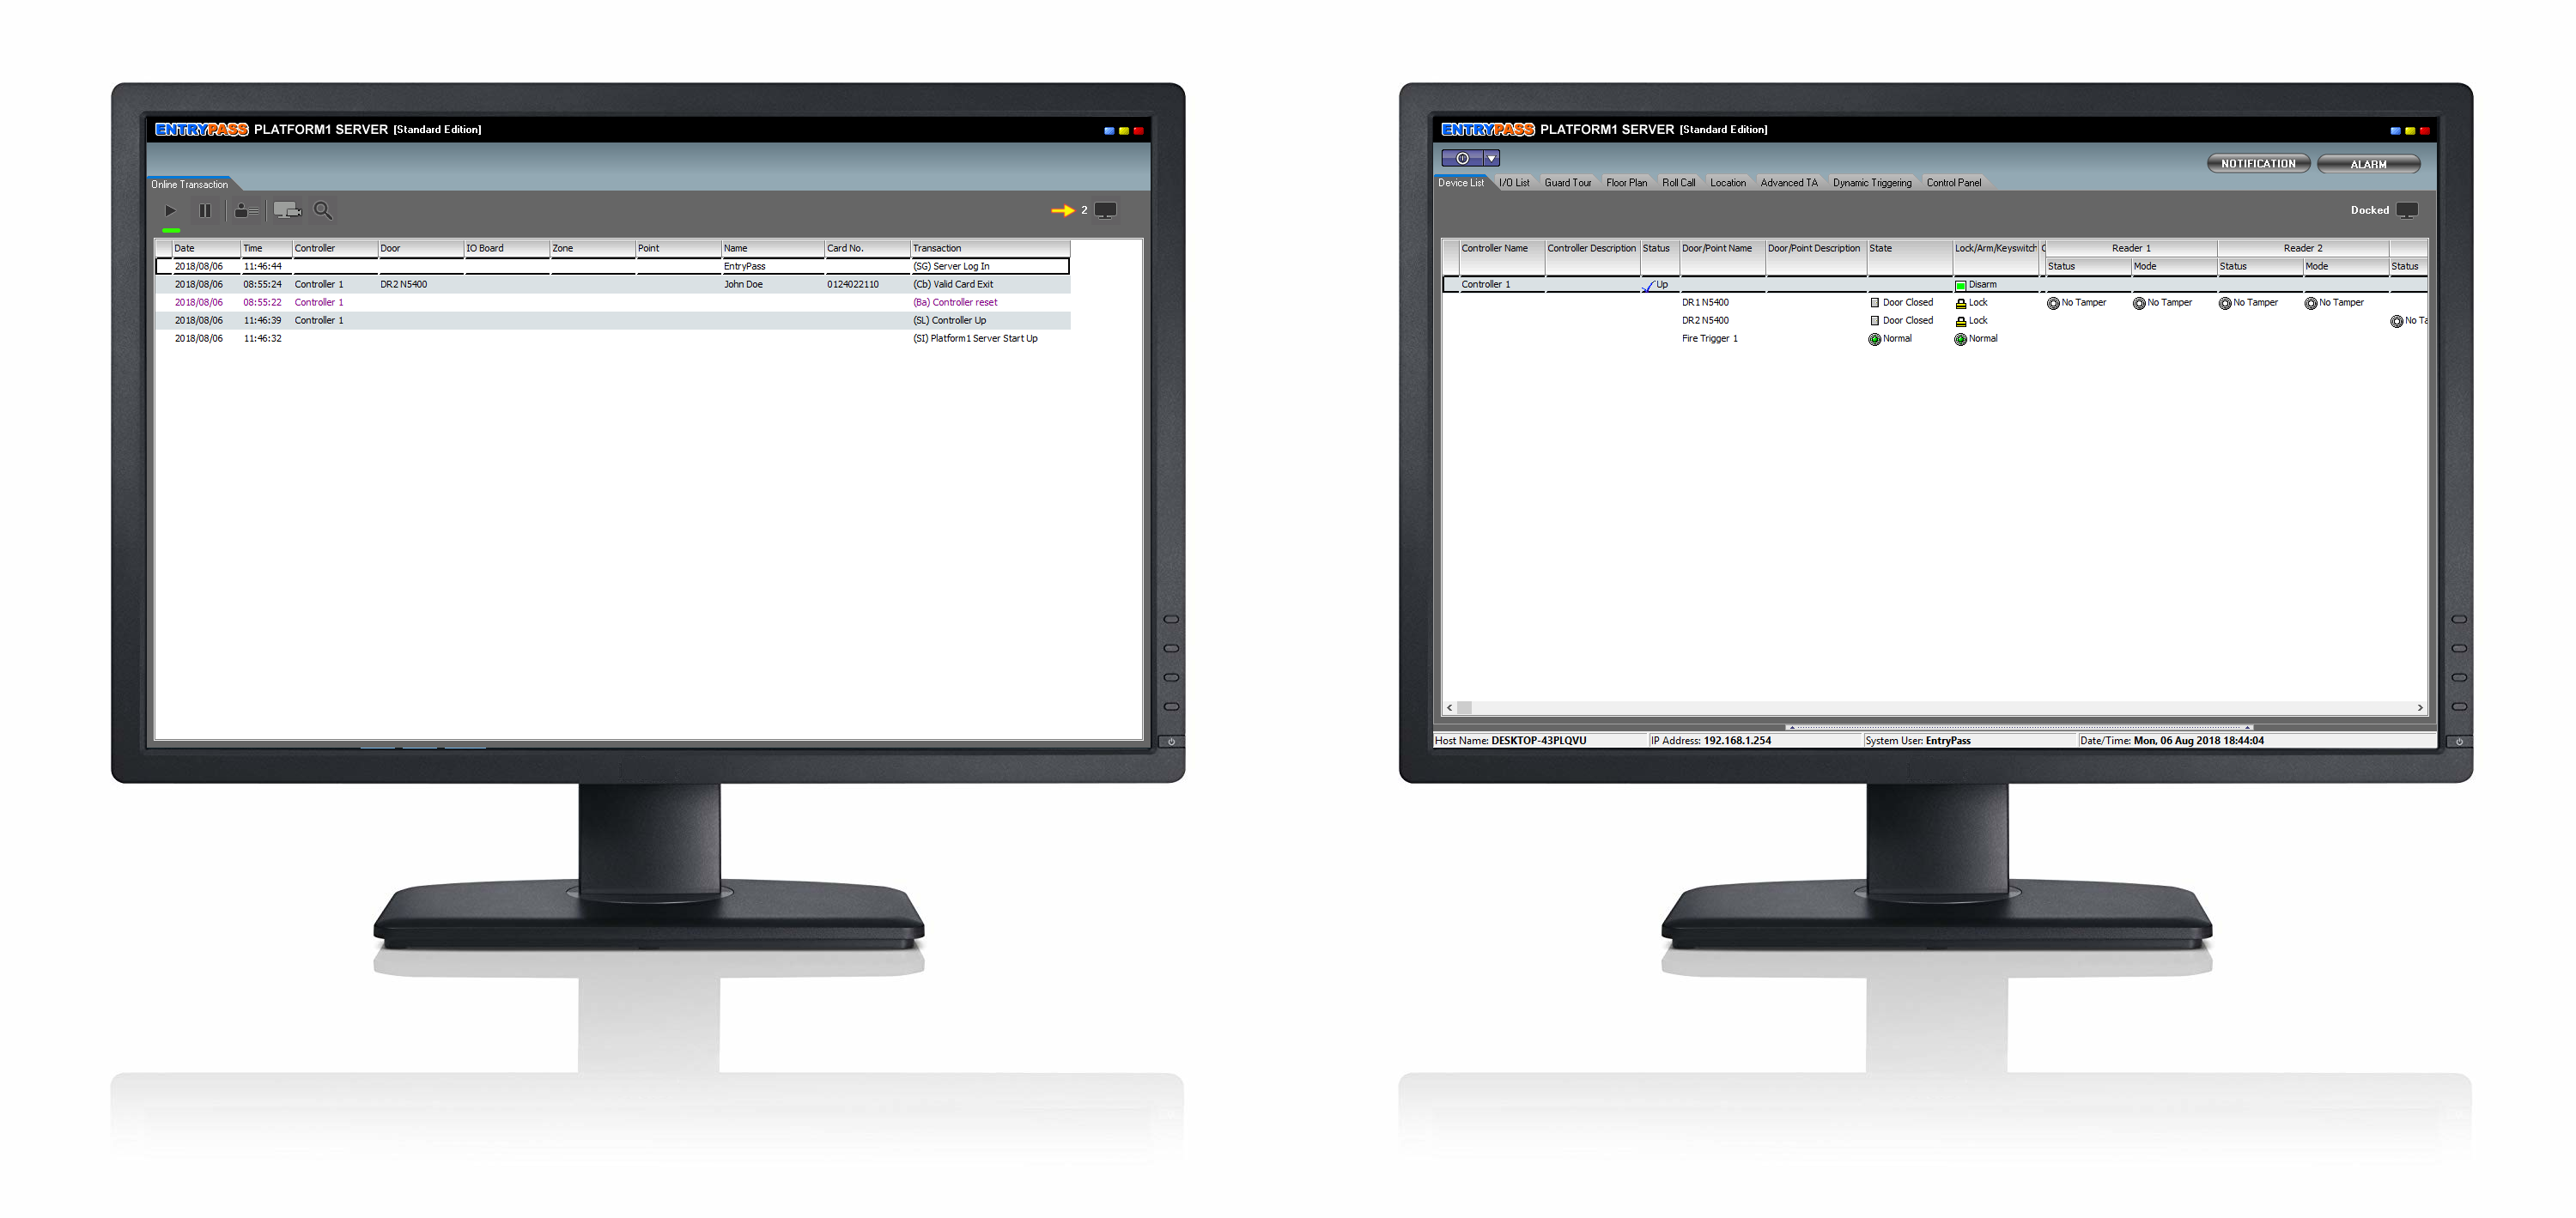 ENTRYPASS PLATFORM1 SERVER [Standard Edition]
Online Transaction
2
Date Time Controller Door IO Board Zone Point Name Card No. Transaction
2018/08/06 11:46:44 EntryPass (SG) Server Log In
2018/08/06 08:55:24 Controller 1 DR2 N5400 John Doe 0124022110 (Cb) Valid Card Exit
2018/08/06 08:55:22 Controller 1 (Ba) Controller reset
2018/08/06 11:46:39 Controller 1 (SL) Controller Up
2018/08/06 11:46:32 (SI) Platform1 Server Start Up
ENTRYPASS PLATFORM1 SERVER [Standard Edition]
NOTIFICATION ALARM
Device List I/O List Guard Tour Floor Plan Roll Call Location Advanced TA Dynamic Triggering Control Panel
Docked
Controller Name Controller Description Status Door/Point Name Door/Point Description State Lock/Arm/Keyswitch Reader 1 Reader 2
Status Mode Status Mode Status
Controller 1 Up Disarm
DR1 N5400 Door Closed Lock No Tamper No Tamper No Tamper No Tamper
DR2 N5400 Door Closed Lock No Ta
Fire Trigger 1 Normal Normal
Host Name: DESKTOP-43PLQVU IP Address: 192.168.1.254 System User: EntryPass Date/Time: Mon, 06 Aug 2018 18:44:04